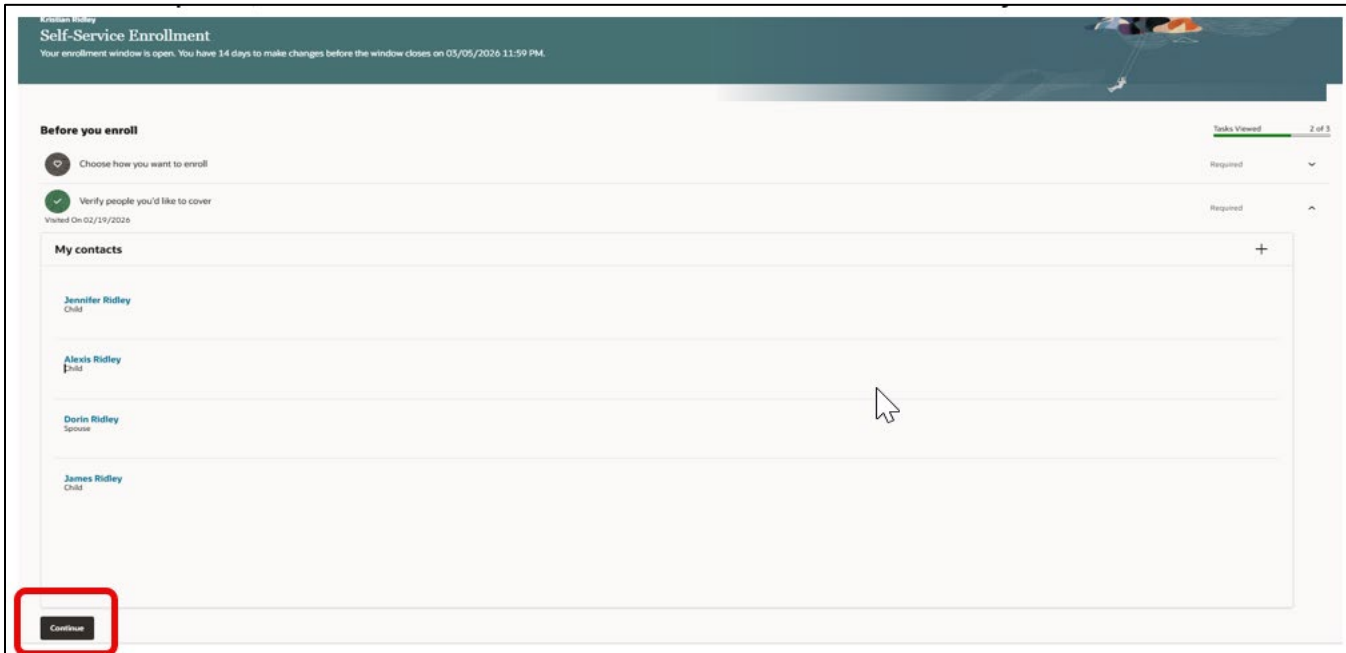 Kristian Ridley
Self-Service Enrollment
Your enrollment window is open. You have 14 days to make changes before the window closes on 03/05/2026 11:59 PM.
Before you enroll
Tasks Viewed 2 of 3
Choose how you want to enroll
Required
Verify people you'd like to cover
Visited On 02/19/2026
Required
My contacts
Jennifer Ridley
Child
Alexis Ridley
Child
Dorin Ridley
Spouse
James Ridley
Child
Continue